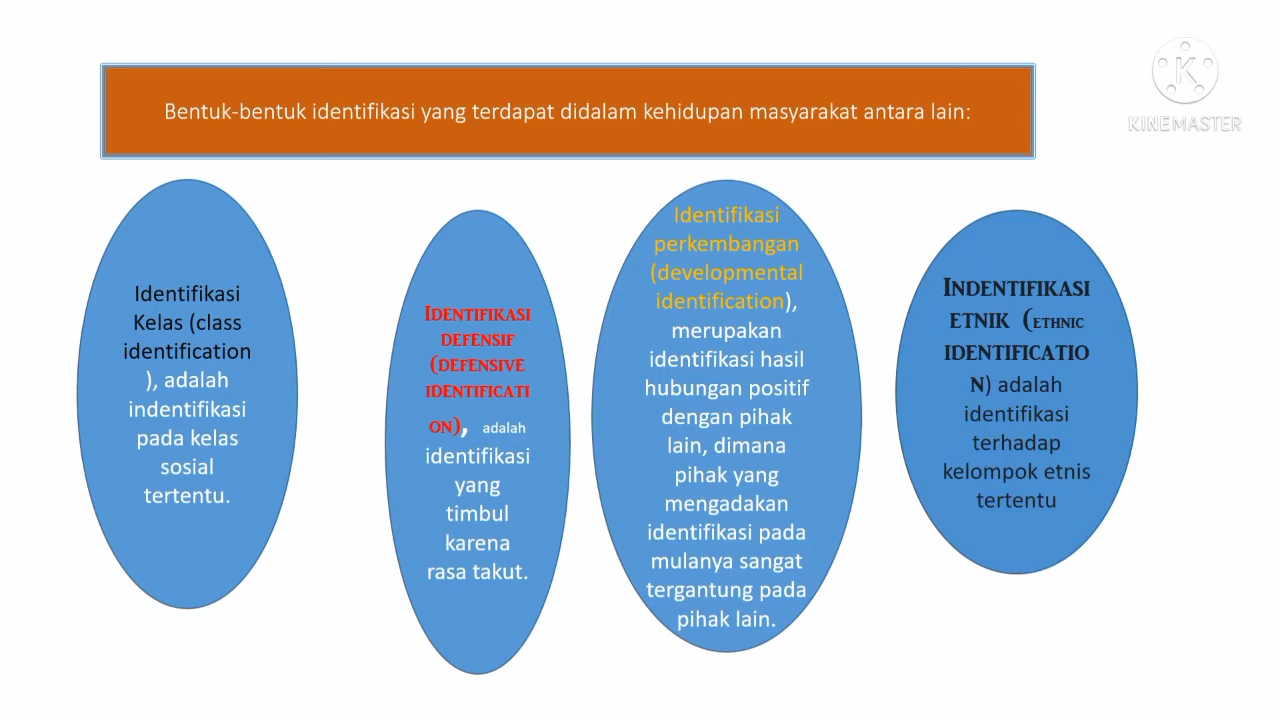 Bentuk-bentuk identifikasi yang terdapat didalam kehidupan masyarakat antara lain:
KINEMASTER
Identifikasi
Kelas (class
identification
), adalah
indentifikasi
pada kelas
sosial
tertentu.
Identifikasi
defensif
(defensive
identificati
on), adalah
identifikasi
yang
timbul
karena
rasa takut.
Identifikasi
perkembangan
(developmental
identification),
merupakan
identifikasi hasil
hubungan positif
dengan pihak
lain, dimana
pihak yang
mengadakan
identifikasi pada
mulanya sangat
tergantung pada
pihak lain.
Indentifikasi
etnik (ethnic
identificatio
n) adalah
identifikasi
terhadap
kelompok etnis
tertentu